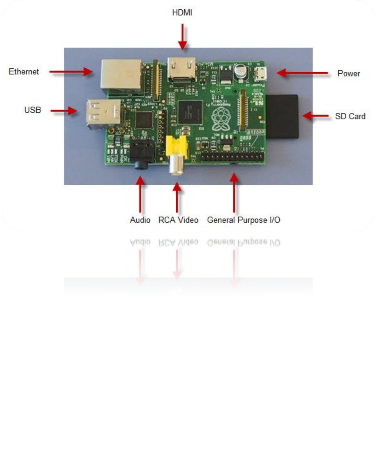 HDMI
Ethernet
Power
USB
SD Card
Audio
RCA Video
General Purpose I/O